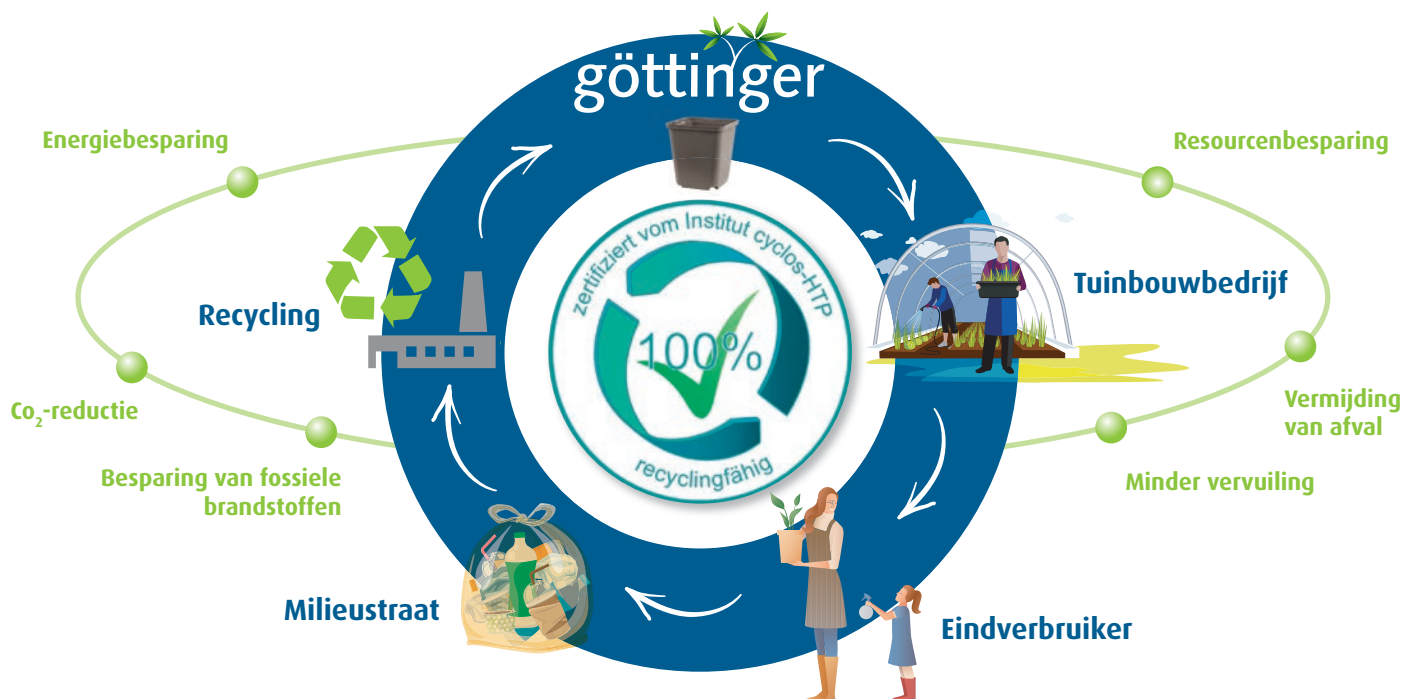 göttinger
Energiebesparing
Resourcenbesparing
zertifiziert vom Institut cyclos-HTP
Tuinbouwbedrijf
Recycling
100%
Co₂-reductie
Vermijding
van afval
recyclingfähig
Besparing van fossiele
brandstoffen
Minder vervuiling
Milieustraat
Eindverbruiker